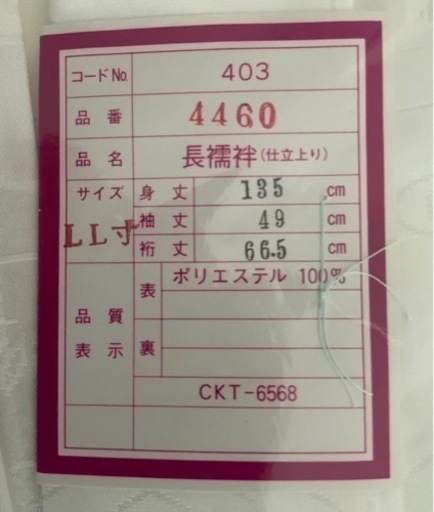 コードNo. 403
品番 4460
品名 長襦袢(仕立上り)
サイズ 身丈 135 cm
LL寸 袖丈 49 cm
裄丈 66.5 cm
品質表示 表 ポリエステル 100%
裏
CKT-6568